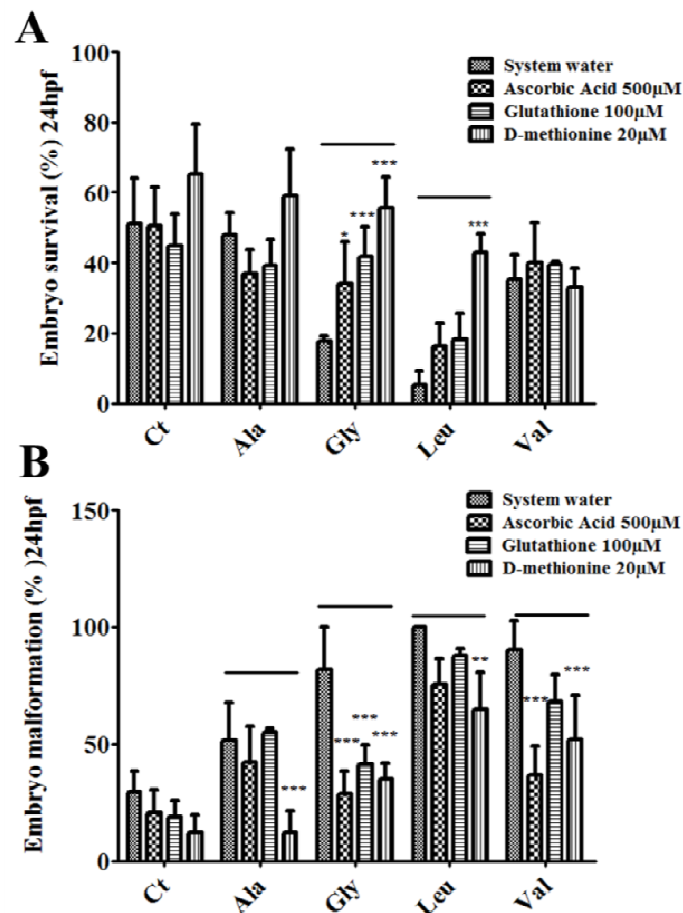 A
Embryo survival (%) 24hpf
100
80
60
40
20
0
System water
Ascorbic Acid 500µM
Glutathione 100µM
D-methionine 20µM
*
***
***
***
Ct
Ala
Gly
Leu
Val
B
Embryo malformation (% )24hpf
150
100
50
0
System water
Ascorbic Acid 500µM
Glutathione 100µM
D-methionine 20µM
***
***
***
***
**
***
***
Ct
Ala
Gly
Leu
Val